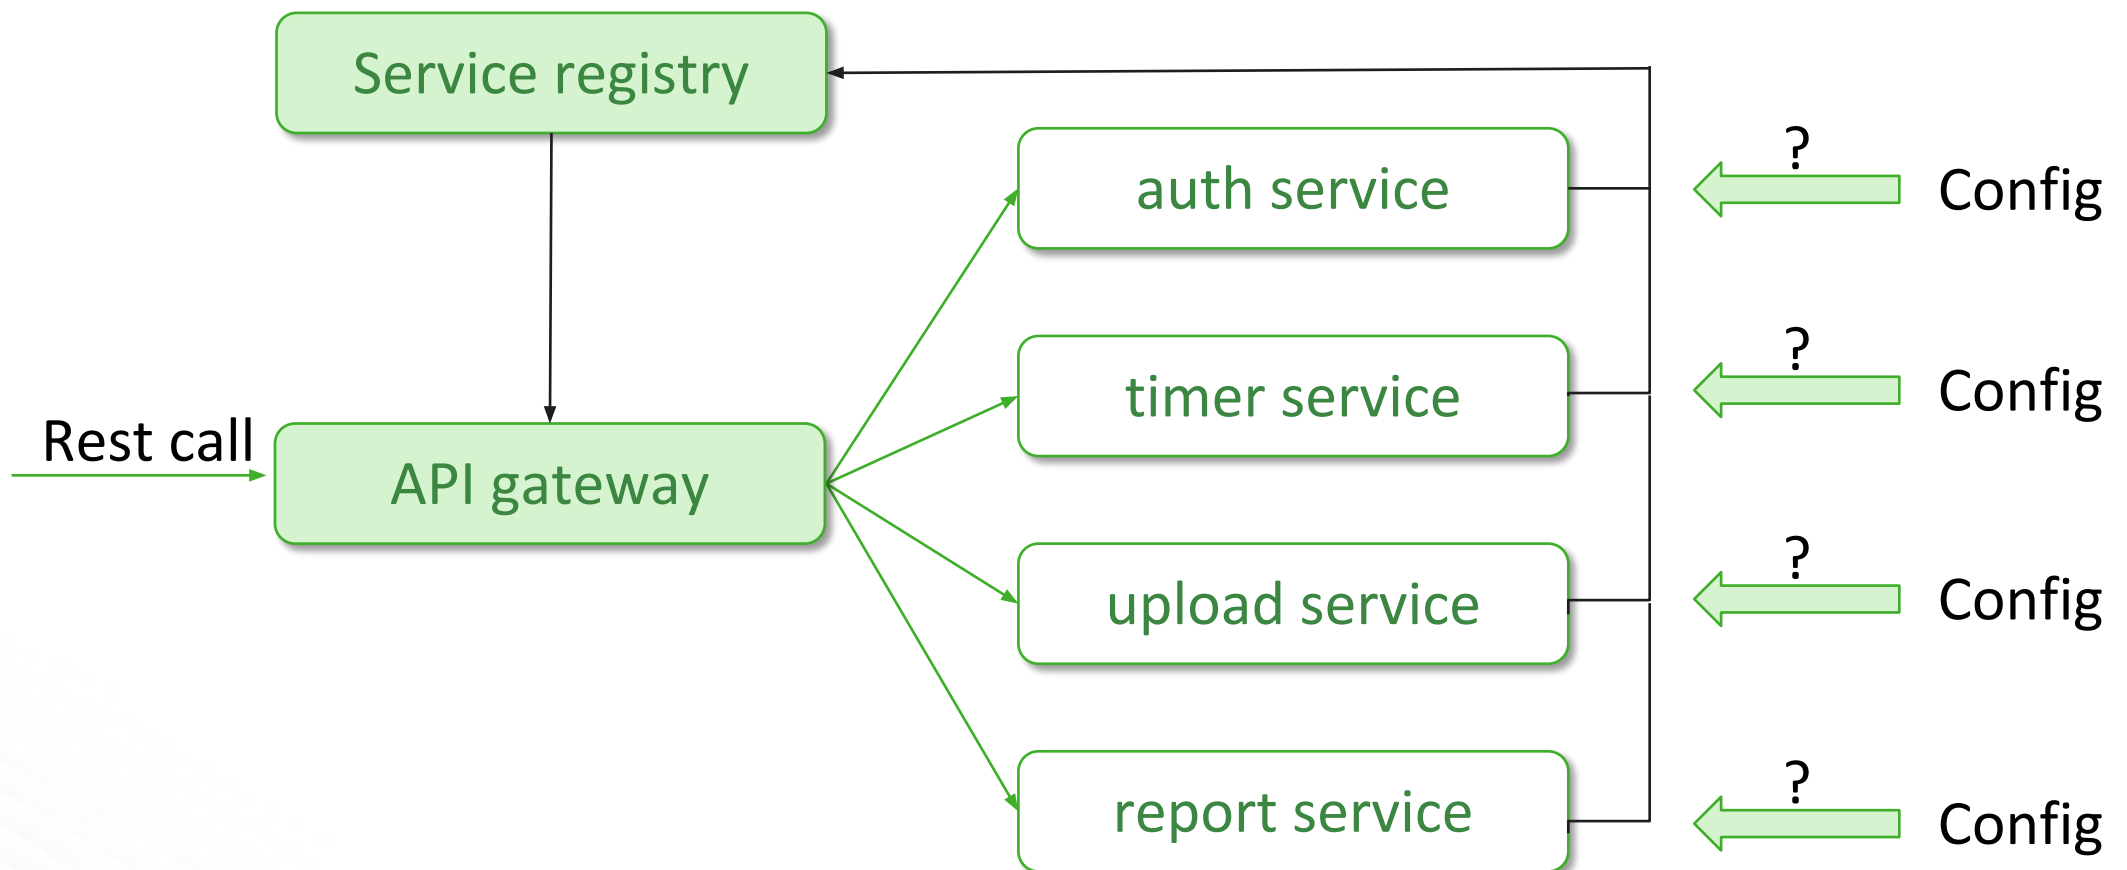 Service registry
?
auth service
Config
?
timer service
Config
Rest call
API gateway
?
upload service
Config
?
report service
Config